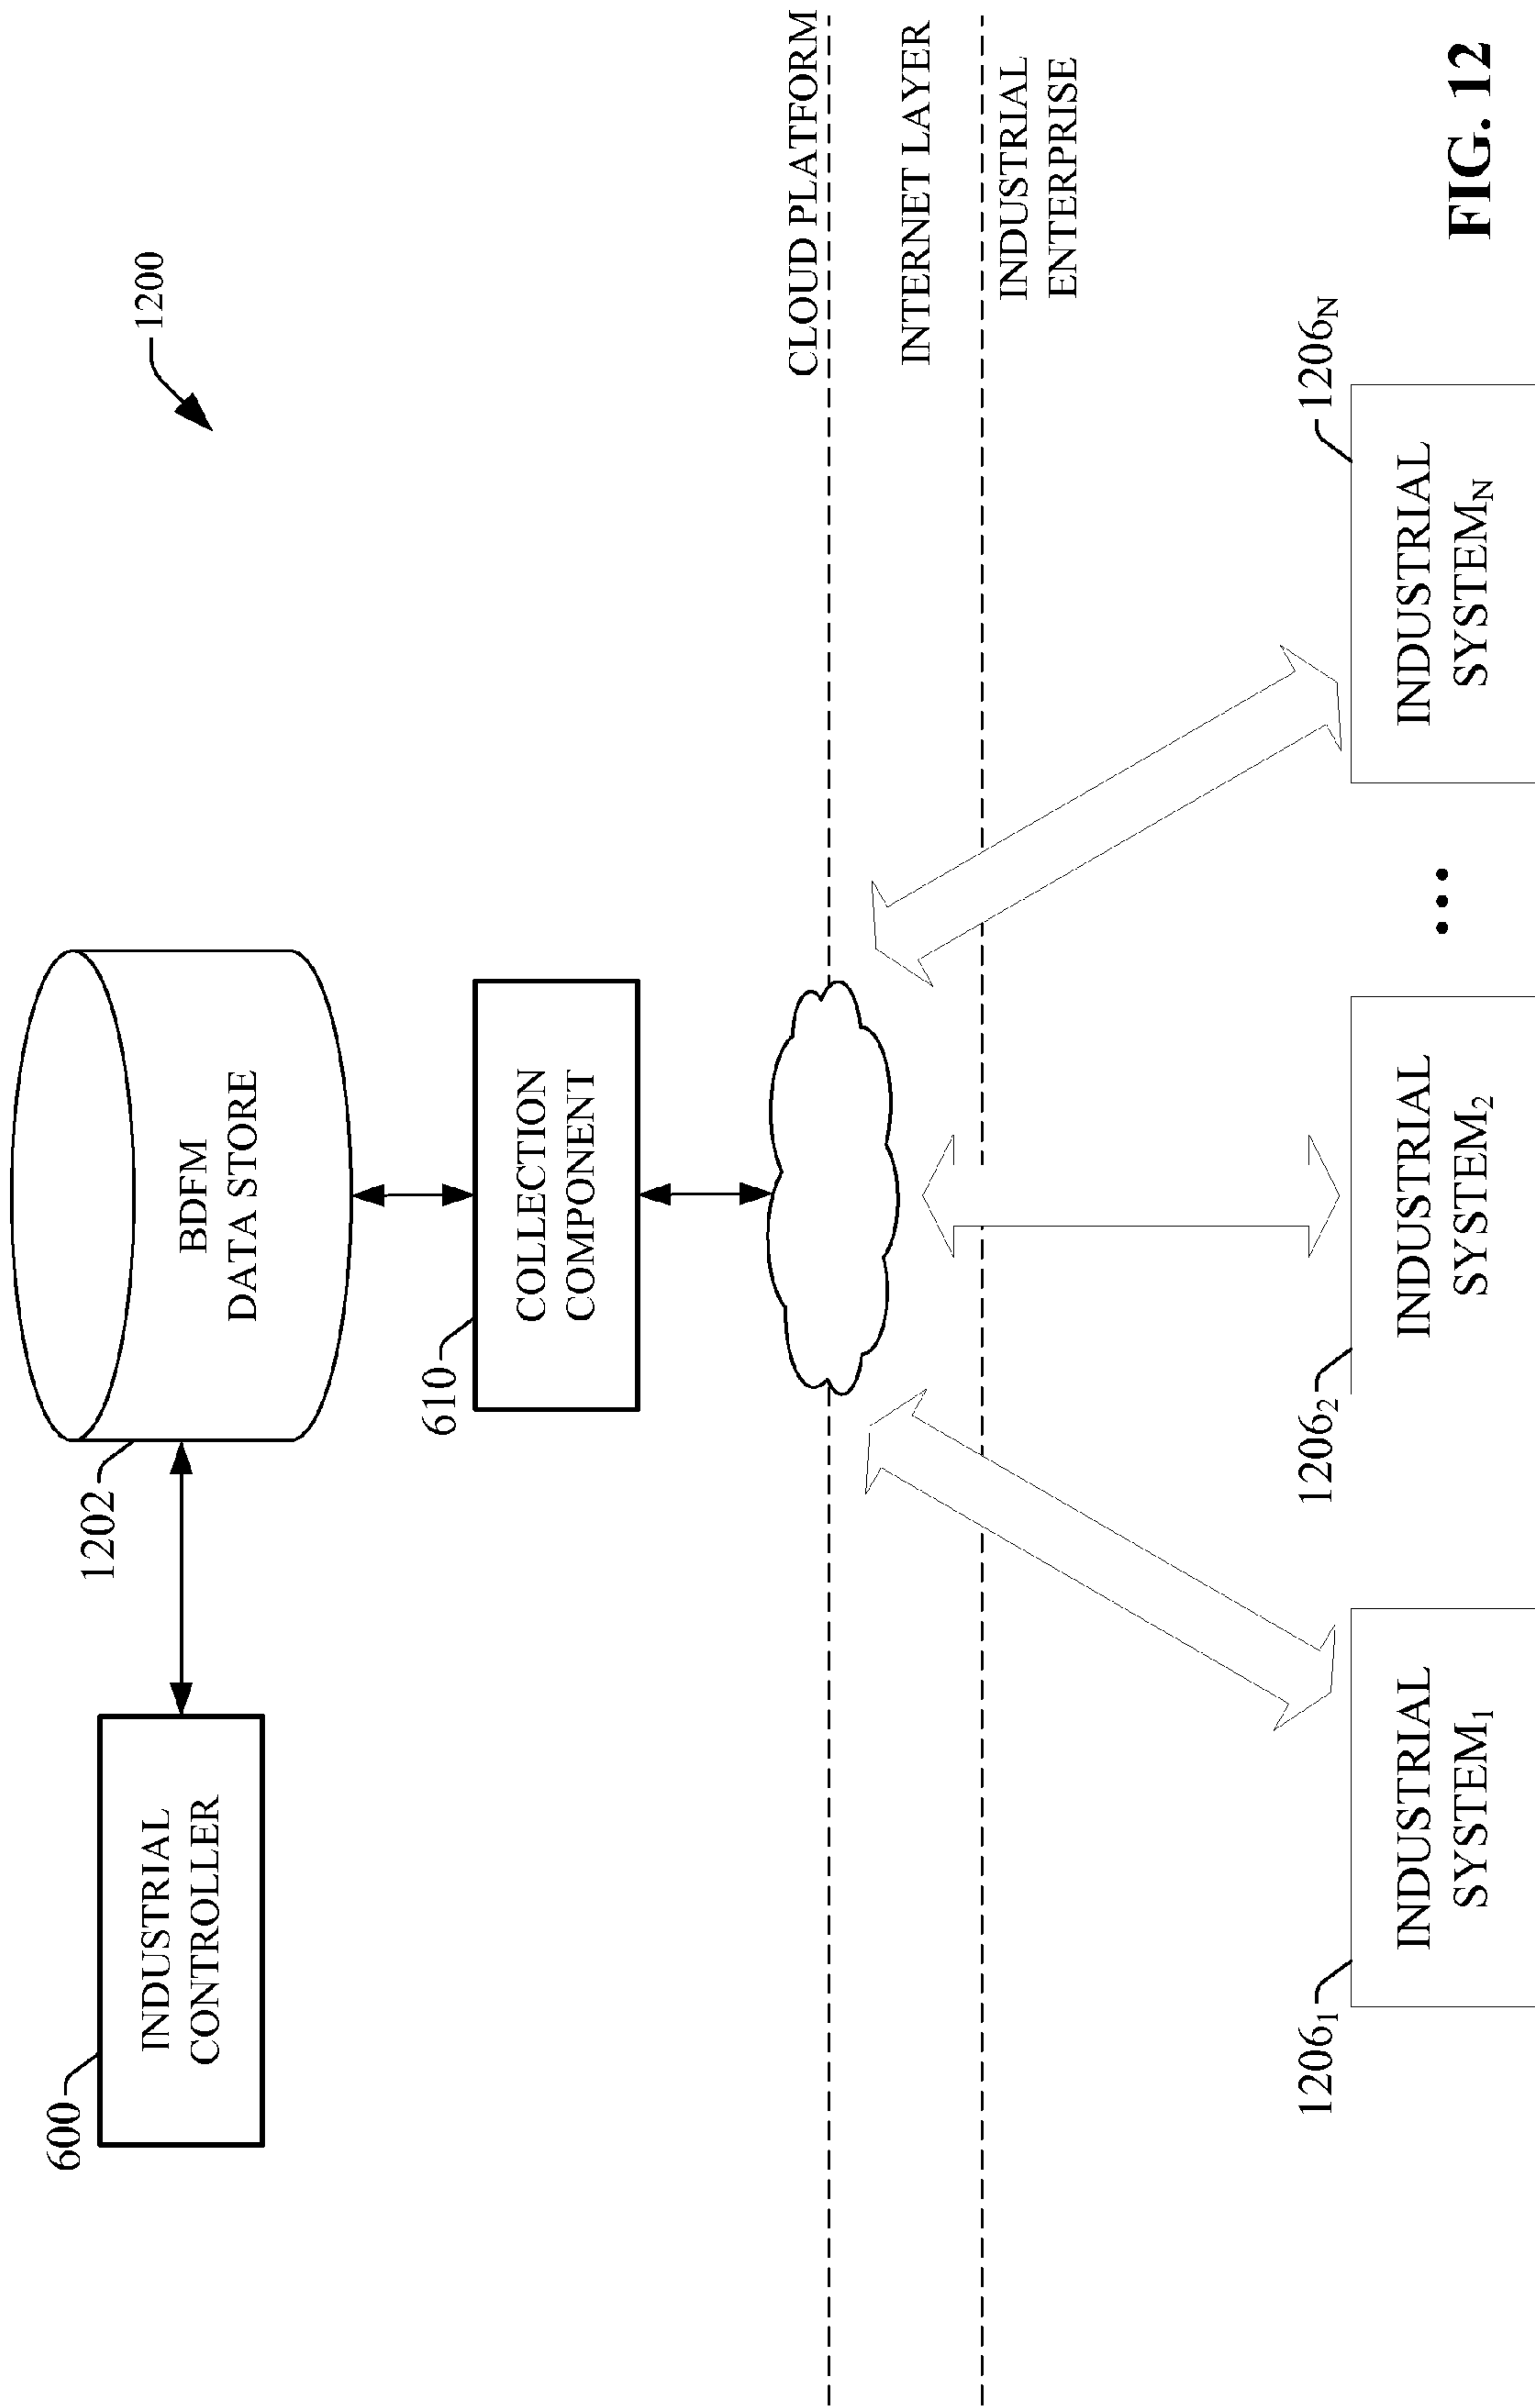 1200
1202
BDFM
DATA STORE
600
INDUSTRIAL
CONTROLLER
610
COLLECTION
COMPONENT
CLOUD PLATFORM
INTERNET LAYER
INDUSTRIAL
ENTERPRISE
1206₁
INDUSTRIAL
SYSTEM₁
1206₂
INDUSTRIAL
SYSTEM₂
...
1206N
INDUSTRIAL
SYSTEMN
FIG. 12